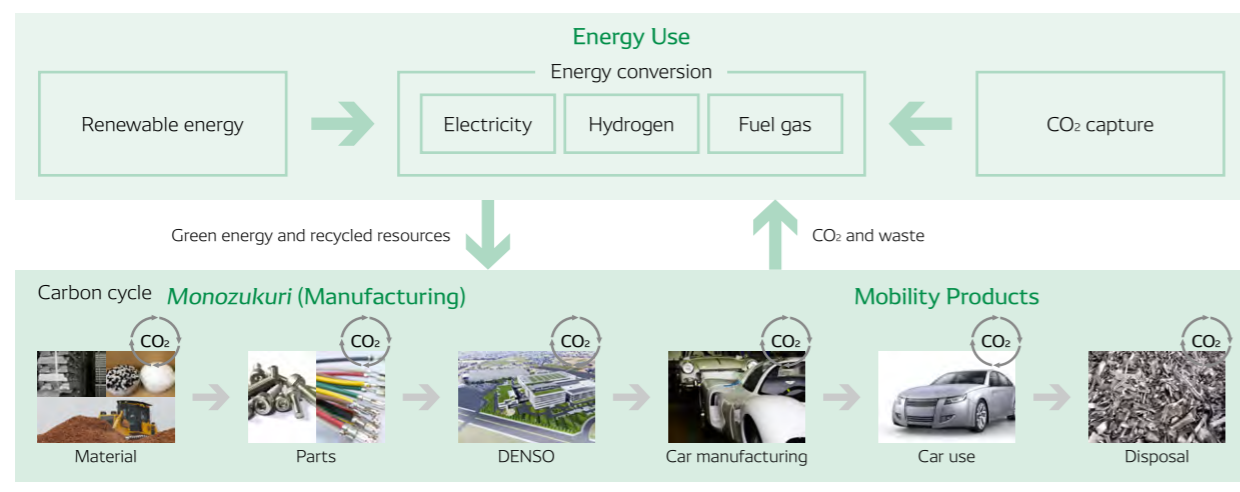 Energy Use
Energy conversion
Renewable energy
Electricity
Hydrogen
Fuel gas
CO₂ capture
Green energy and recycled resources
CO₂ and waste
Carbon cycle
Monozukuri (Manufacturing)
Mobility Products
CO₂
CO₂
CO₂
CO₂
CO₂
CO₂
Material
Parts
DENSO
Car manufacturing
Car use
Disposal